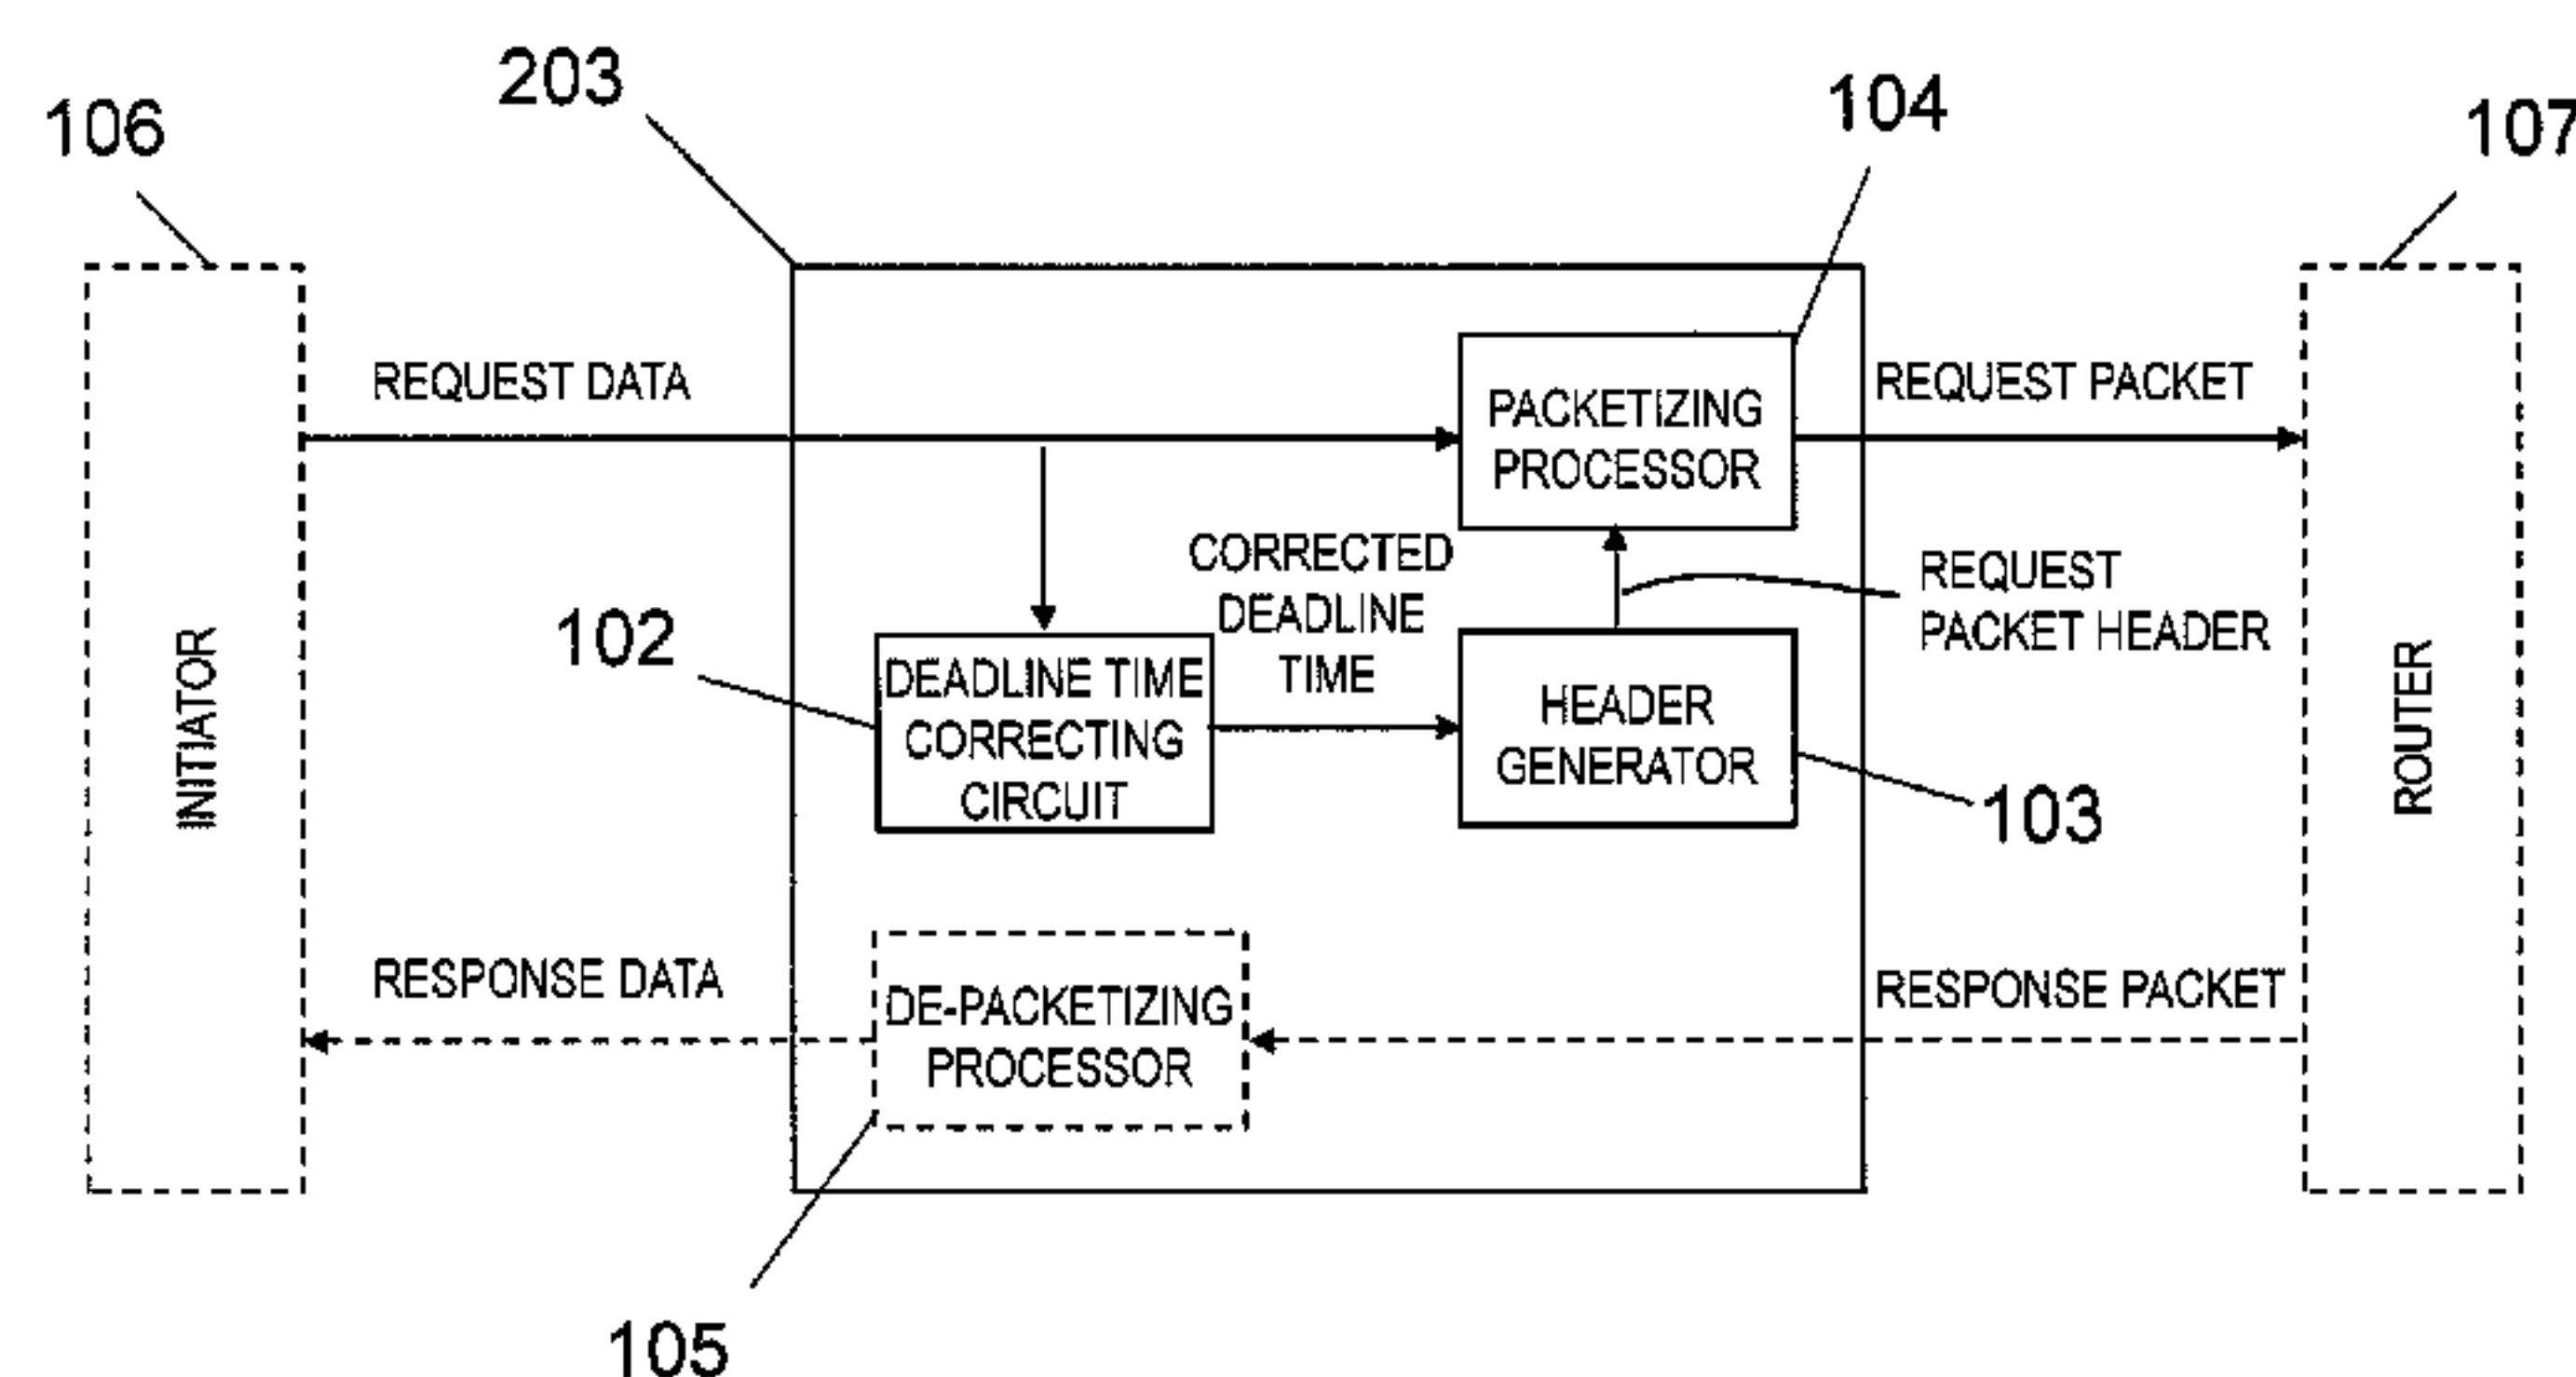 203
104
106
107
REQUEST DATA
REQUEST PACKET
PACKETIZING
PROCESSOR
CORRECTED
DEADLINE
TIME
REQUEST
PACKET HEADER
102
DEADLINE TIME
CORRECTING
CIRCUIT
HEADER
GENERATOR
103
INITIATOR
ROUTER
RESPONSE DATA
DE-PACKETIZING
PROCESSOR
RESPONSE PACKET
105